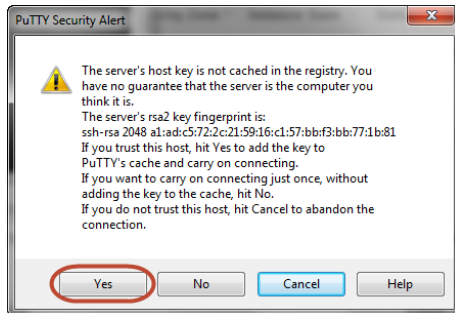 PuTTY Security Alert
The server's host key is not cached in the registry. You
have no guarantee that the server is the computer you
think it is.
The server's rsa2 key fingerprint is:
ssh-rsa 2048 a1:ad:c5:72:2c:21:59:16:c1:57:bb:f3:bb:77:1b:81
If you trust this host, hit Yes to add the key to
PuTTY's cache and carry on connecting.
If you want to carry on connecting just once, without
adding the key to the cache, hit No.
If you do not trust this host, hit Cancel to abandon the
connection.
Yes No Cancel Help